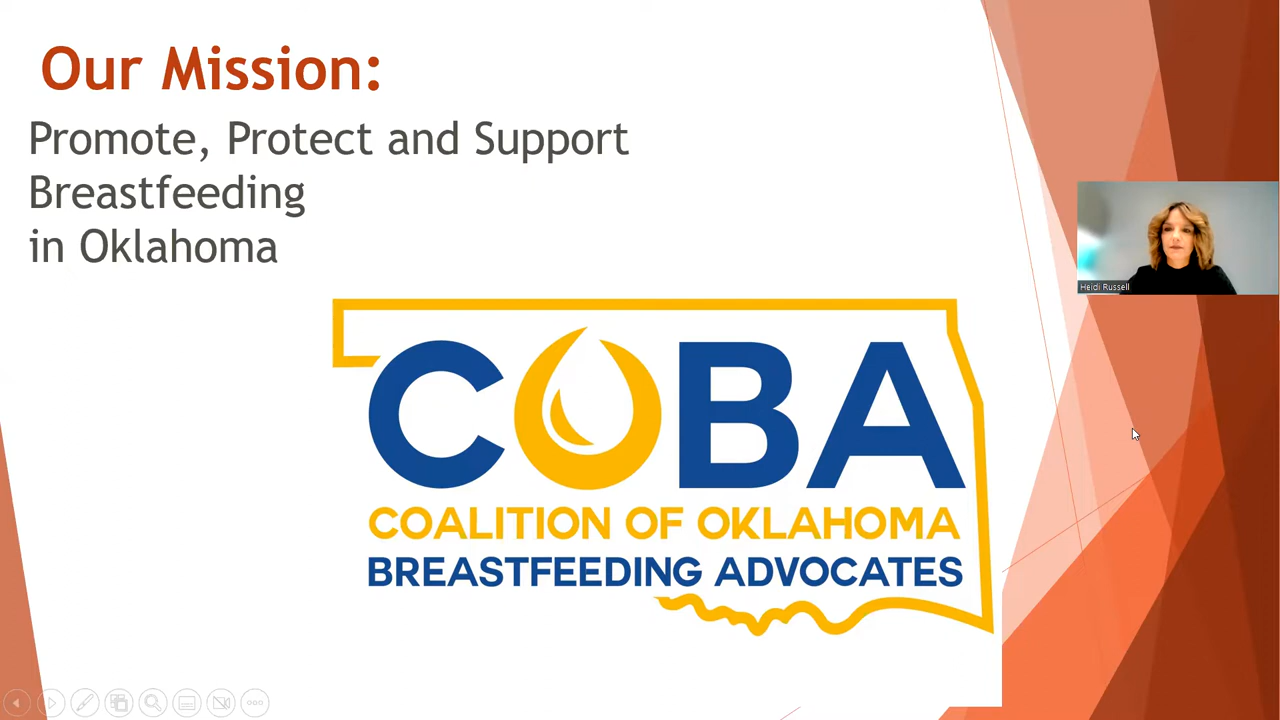 Our Mission:
Promote, Protect and Support
Breastfeeding
in Oklahoma
Heidi Russell
COBA
COALITION OF OKLAHOMA
BREASTFEEDING ADVOCATES